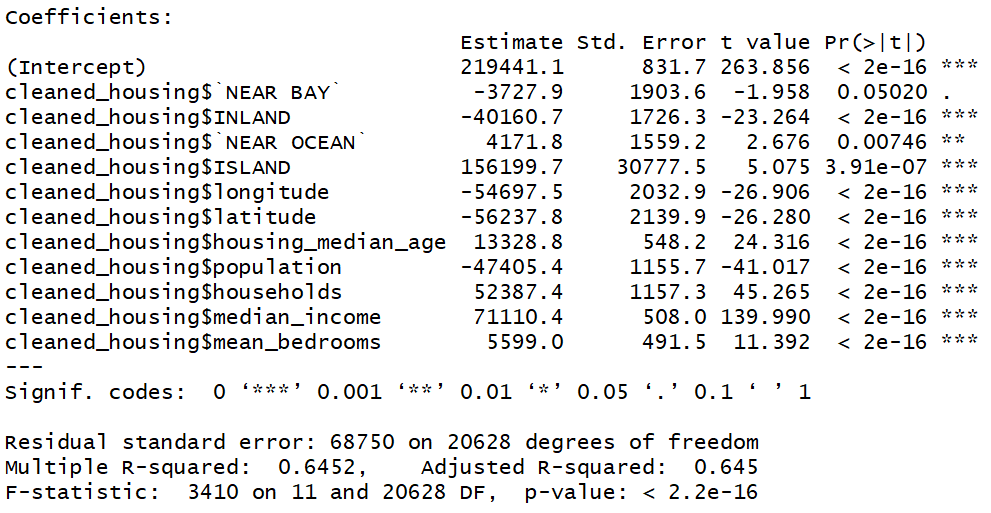 Coefficients:
Estimate Std. Error t value Pr(>|t|)
(Intercept) 219441.1 831.7 263.856 < 2e-16 ***
cleaned_housing$`NEAR BAY` -3727.9 1903.6 -1.958 0.05020 .
cleaned_housing$INLAND -40160.7 1726.3 -23.264 < 2e-16 ***
cleaned_housing$`NEAR OCEAN` 4171.8 1559.2 2.676 0.00746 **
cleaned_housing$ISLAND 156199.7 30777.5 5.075 3.91e-07 ***
cleaned_housing$longitude -54697.5 2032.9 -26.906 < 2e-16 ***
cleaned_housing$latitude -56237.8 2139.9 -26.280 < 2e-16 ***
cleaned_housing$housing_median_age 13328.8 548.2 24.316 < 2e-16 ***
cleaned_housing$population -47405.4 1155.7 -41.017 < 2e-16 ***
cleaned_housing$households 52387.4 1157.3 45.265 < 2e-16 ***
cleaned_housing$median_income 71110.4 508.0 139.990 < 2e-16 ***
cleaned_housing$mean_bedrooms 5599.0 491.5 11.392 < 2e-16 ***
---
Signif. codes: 0 ‘***’ 0.001 ‘**’ 0.01 ‘*’ 0.05 ‘.’ 0.1 ‘ ’ 1

Residual standard error: 68750 on 20628 degrees of freedom
Multiple R-squared: 0.6452, Adjusted R-squared: 0.645
F-statistic: 3410 on 11 and 20628 DF, p-value: < 2.2e-16